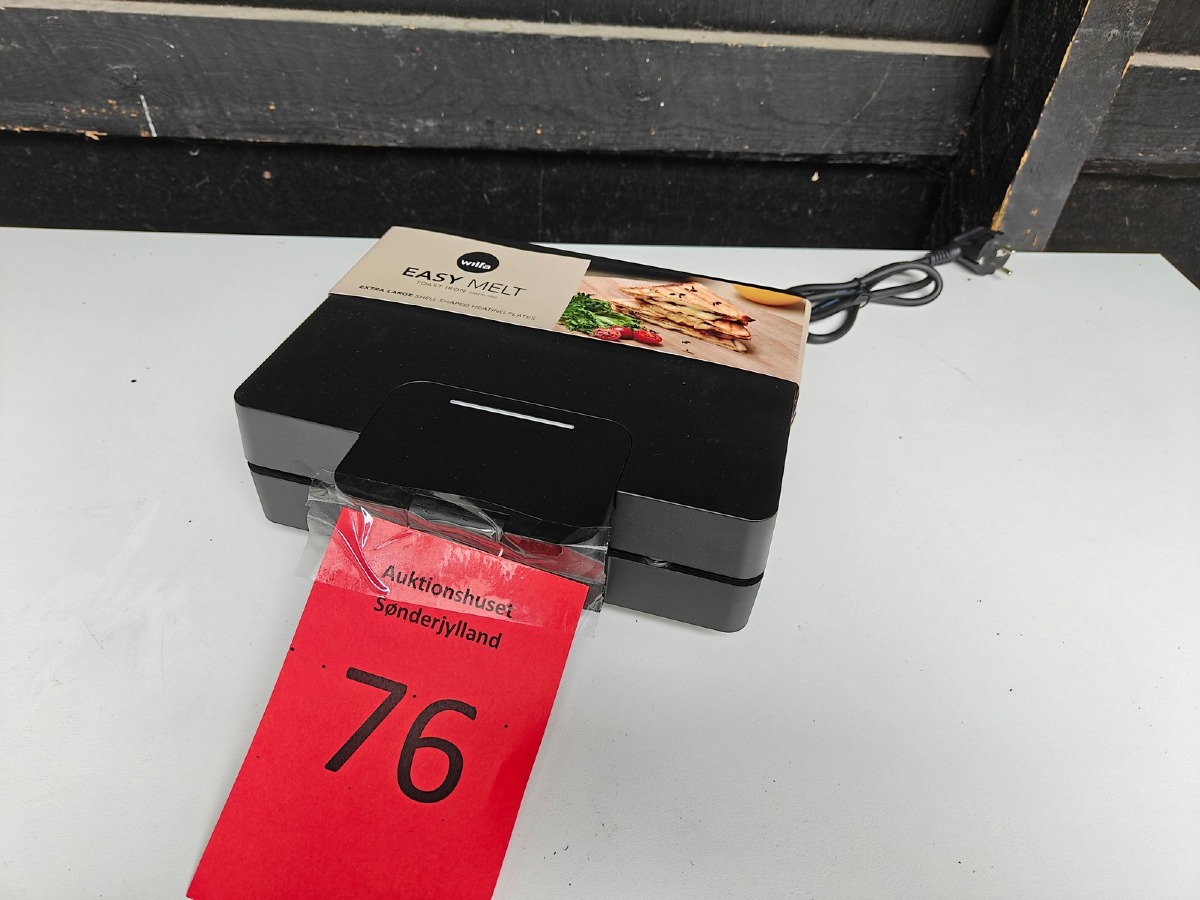 wilfa
EASY MELT
TOAST IRON
EXTRA LARGE SHELL SHAPED HEATING PLATES
Auktionshuset
Sønderjylland
76